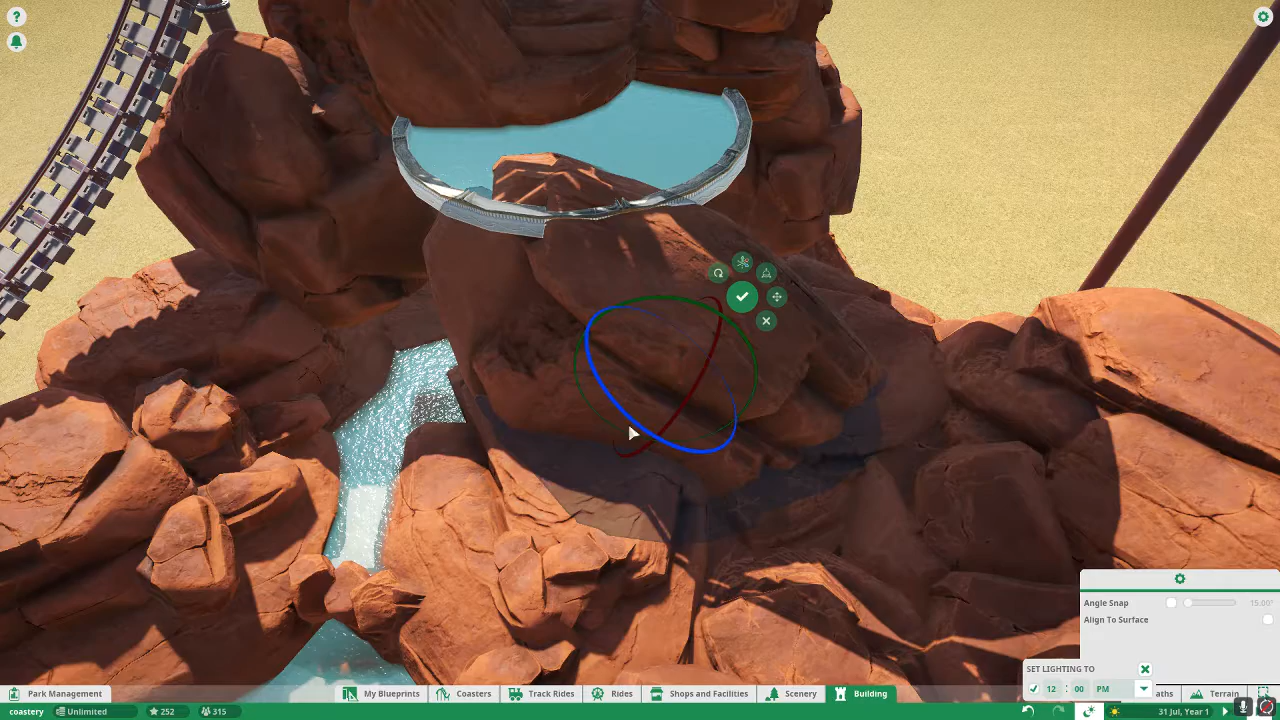 ?
Angle Snap 15.00°
Align To Surface
SET LIGHTING TO
12 : 00 PM
Park Management
My Blueprints
Coasters
Track Rides
Rides
Shops and Facilities
Scenery
Building
aths
Terrain
coastery
Unlimited
252
315
31 Jul, Year 1